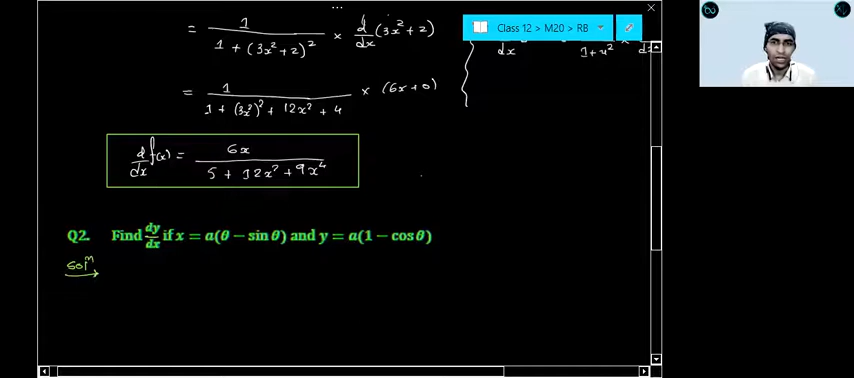 Class 12 > M20 > RB
= 1 / 1 + (3x²+2)² × d/dx (3x²+2)
= 1 / 1 + (3x²)² + 12x² + 4 × (6x+0)
d/dx f(x) = 6x / 5 + 12x² + 9x⁴
Q2. Find dy/dx if x = a(θ − sin θ) and y = a(1 − cos θ)
Solⁿ